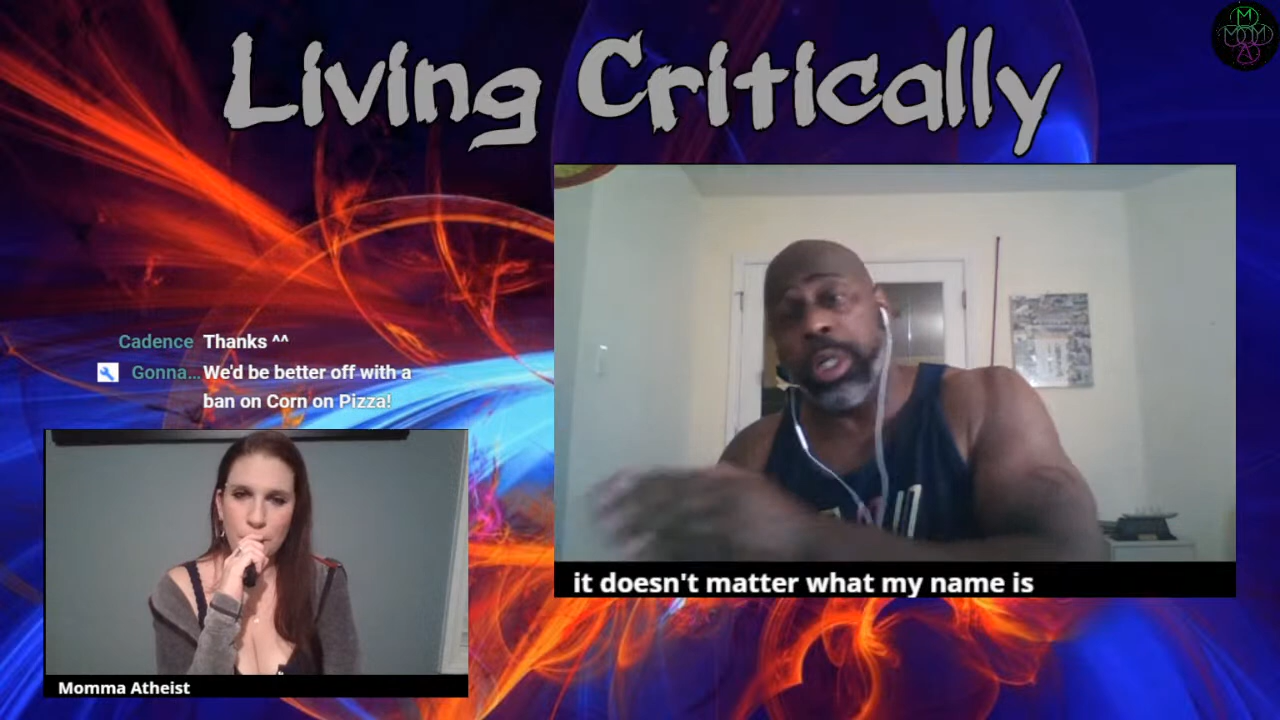 Living Critically
Cadence Thanks ^^
Gonna... We'd be better off with a
ban on Corn on Pizza!
it doesn't matter what my name is
Momma Atheist